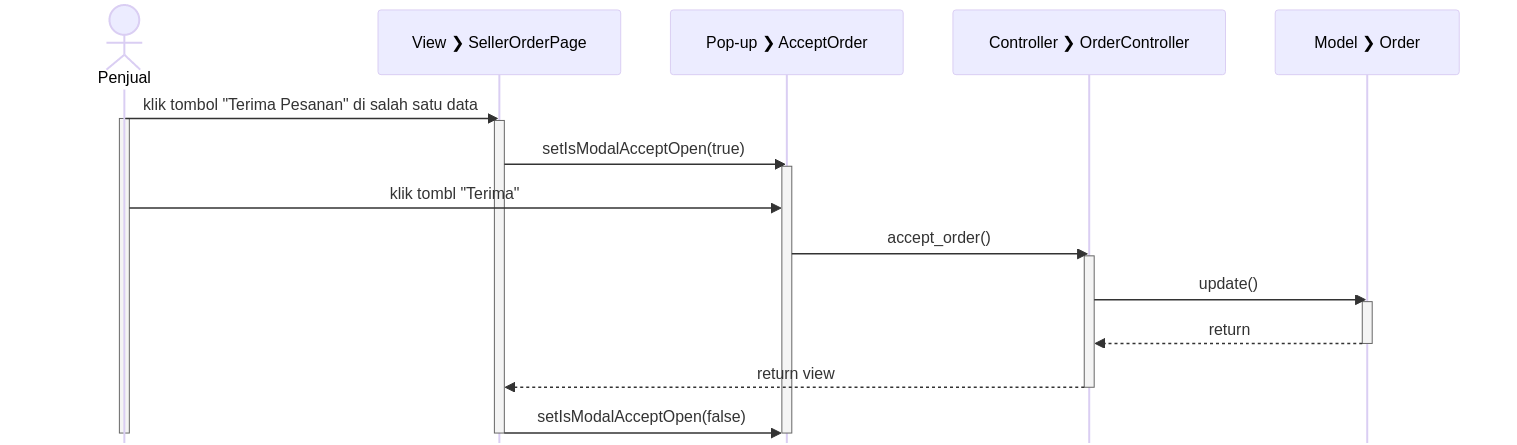 Penjual
View ❯ SellerOrderPage
Pop-up ❯ AcceptOrder
Controller ❯ OrderController
Model ❯ Order
klik tombol "Terima Pesanan" di salah satu data
setIsModalAcceptOpen(true)
klik tombl "Terima"
accept_order()
update()
return
return view
setIsModalAcceptOpen(false)